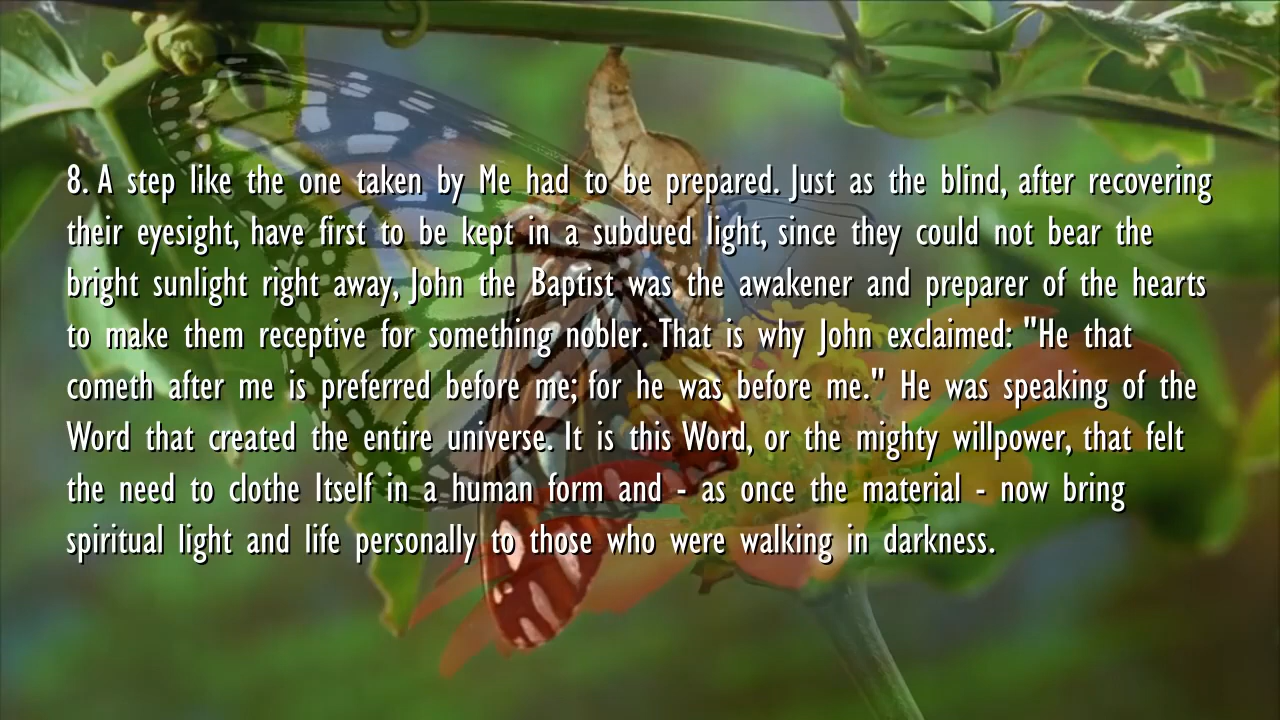 8. A step like the one taken by Me had to be prepared. Just as the blind, after recovering
their eyesight, have first to be kept in a subdued light, since they could not bear the
bright sunlight right away, John the Baptist was the awakener and preparer of the hearts
to make them receptive for something nobler. That is why John exclaimed: "He that
cometh after me is preferred before me; for he was before me." He was speaking of the
Word that created the entire universe. It is this Word, or the mighty willpower, that felt
the need to clothe Itself in a human form and - as once the material - now bring
spiritual light and life personally to those who were walking in darkness.